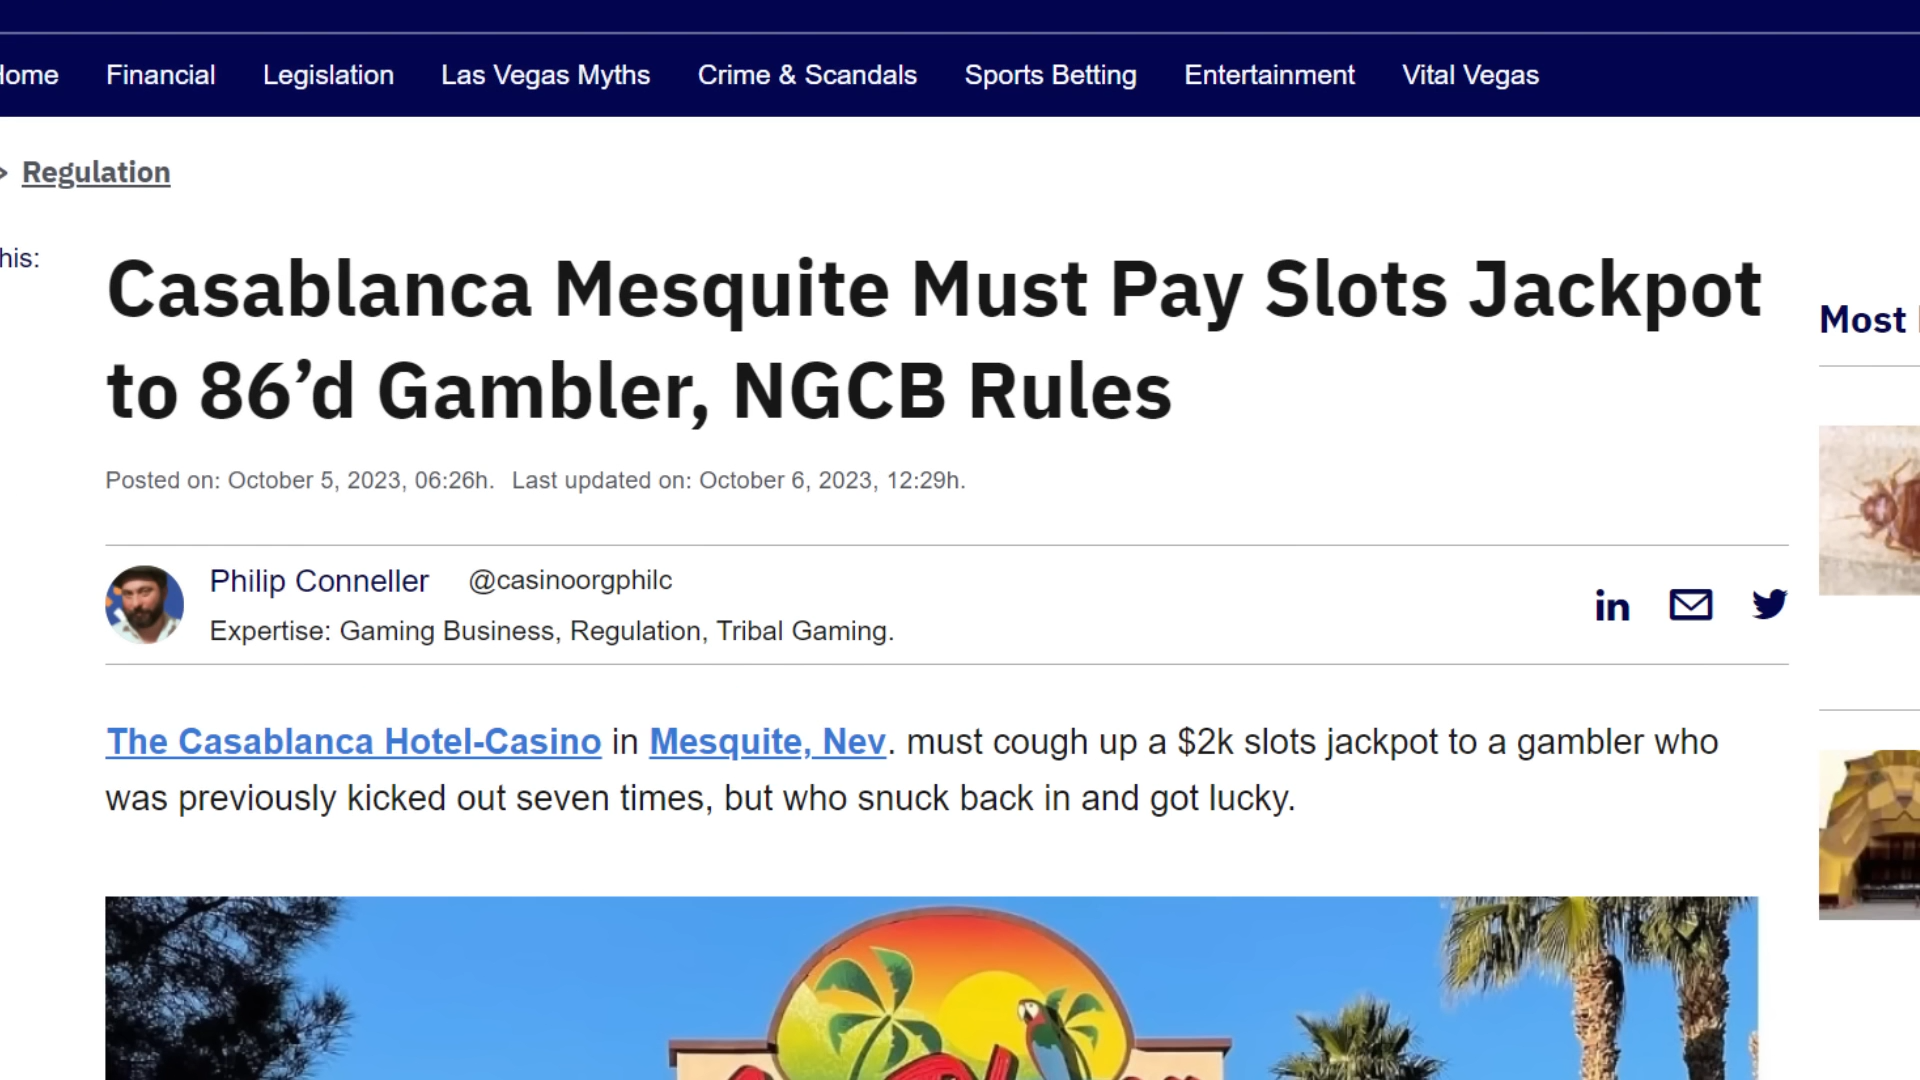 Financial Legislation Las Vegas Myths Crime & Scandals Sports Betting Entertainment Vital Vegas
> Regulation
Casablanca Mesquite Must Pay Slots Jackpot
to 86’d Gambler, NGCB Rules
Posted on: October 5, 2023, 06:26h. Last updated on: October 6, 2023, 12:29h.
Philip Conneller @casinoorgphilc
Expertise: Gaming Business, Regulation, Tribal Gaming.
in
The Casablanca Hotel-Casino in Mesquite, Nev. must cough up a $2k slots jackpot to a gambler who
was previously kicked out seven times, but who snuck back in and got lucky.
Most